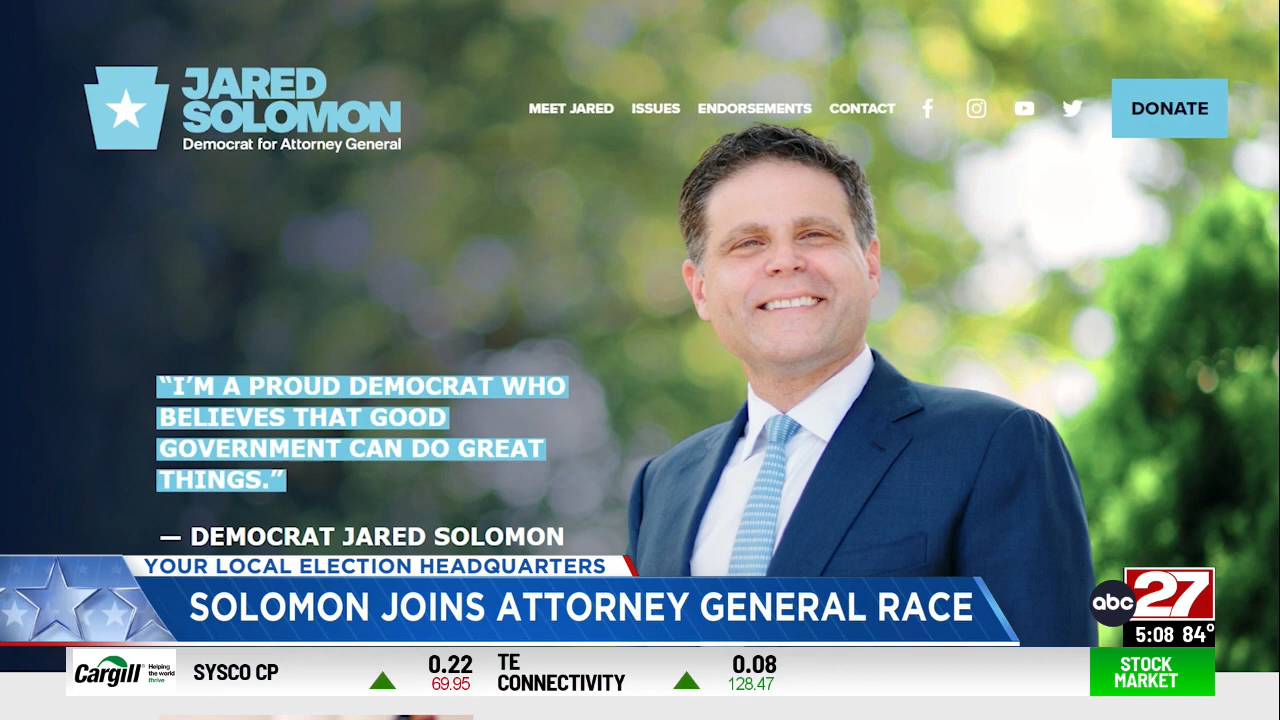 JARED
SOLOMON
Democrat for Attorney General
MEET JARED ISSUES ENDORSEMENTS CONTACT DONATE
“I’M A PROUD DEMOCRAT WHO
BELIEVES THAT GOOD
GOVERNMENT CAN DO GREAT
THINGS.”
— DEMOCRAT JARED SOLOMON
YOUR LOCAL ELECTION HEADQUARTERS
SOLOMON JOINS ATTORNEY GENERAL RACE
abc 27
5:08 84°
Cargill® Helping
the world
thrive
SYSCO CP 0.22
69.95
TE
CONNECTIVITY 0.08
128.47
STOCK
MARKET